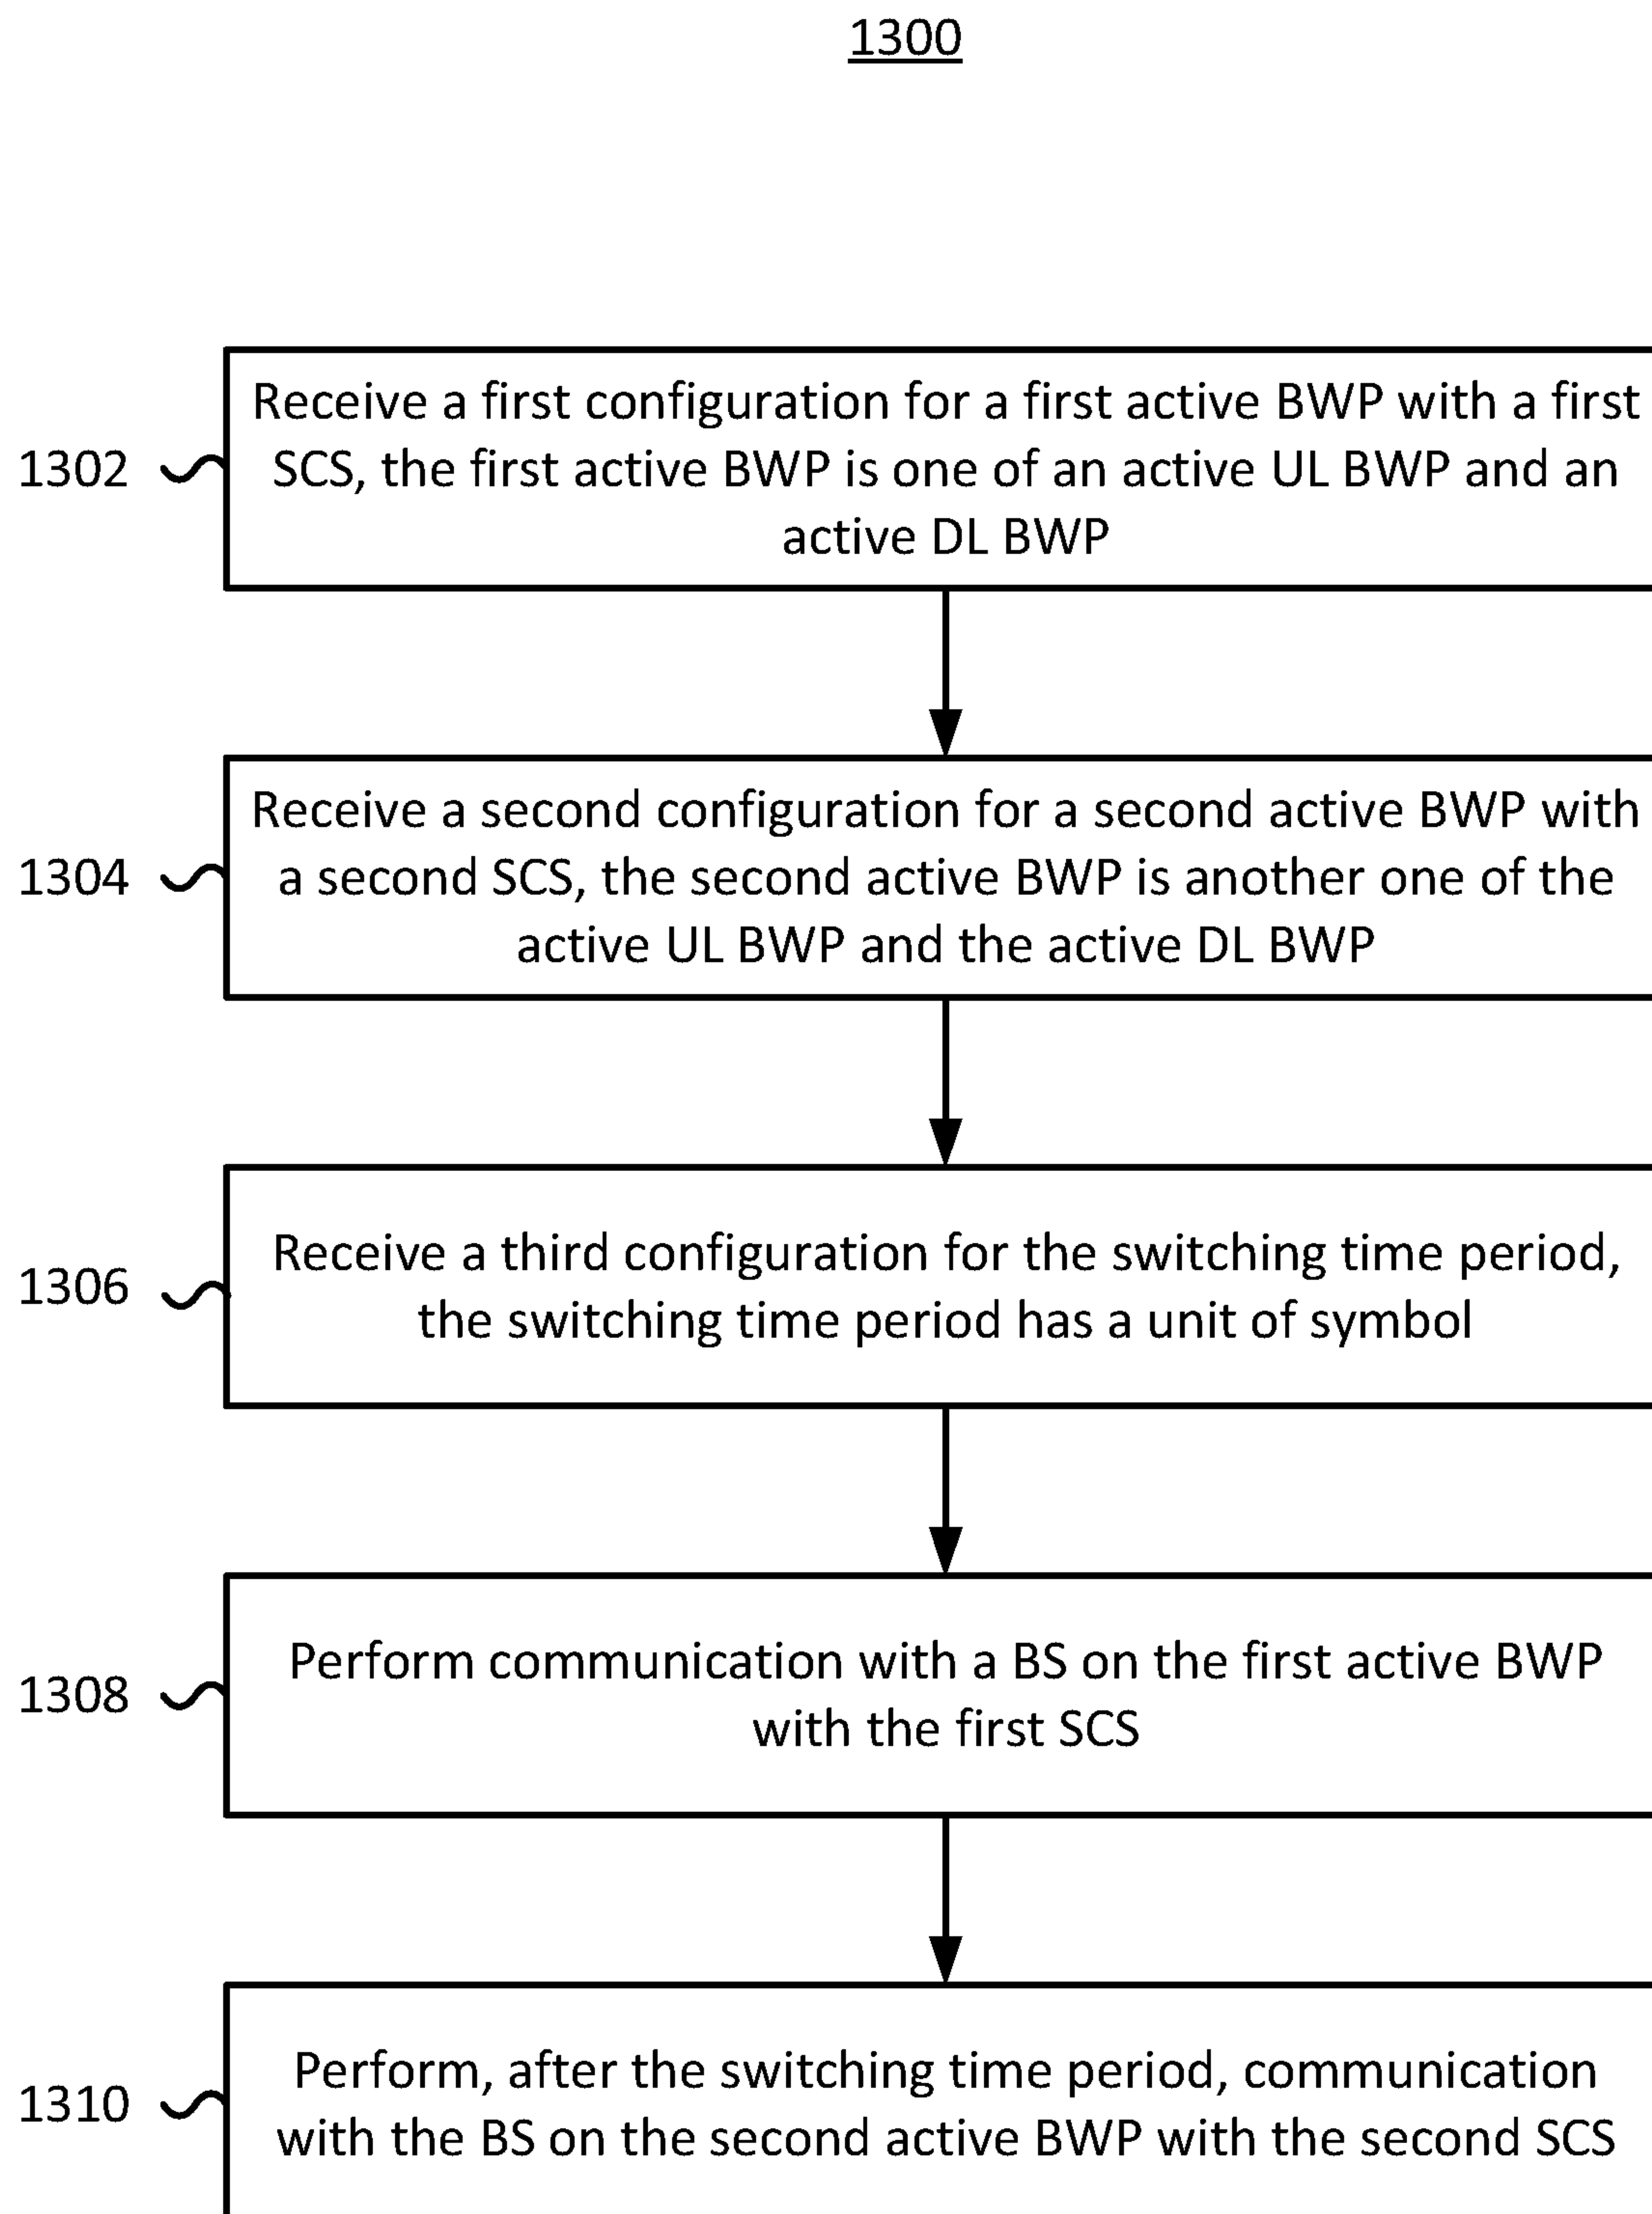 1300
1302
Receive a first configuration for a first active BWP with a first
SCS, the first active BWP is one of an active UL BWP and an
active DL BWP
1304
Receive a second configuration for a second active BWP with
a second SCS, the second active BWP is another one of the
active UL BWP and the active DL BWP
1306
Receive a third configuration for the switching time period,
the switching time period has a unit of symbol
1308
Perform communication with a BS on the first active BWP
with the first SCS
1310
Perform, after the switching time period, communication
with the BS on the second active BWP with the second SCS